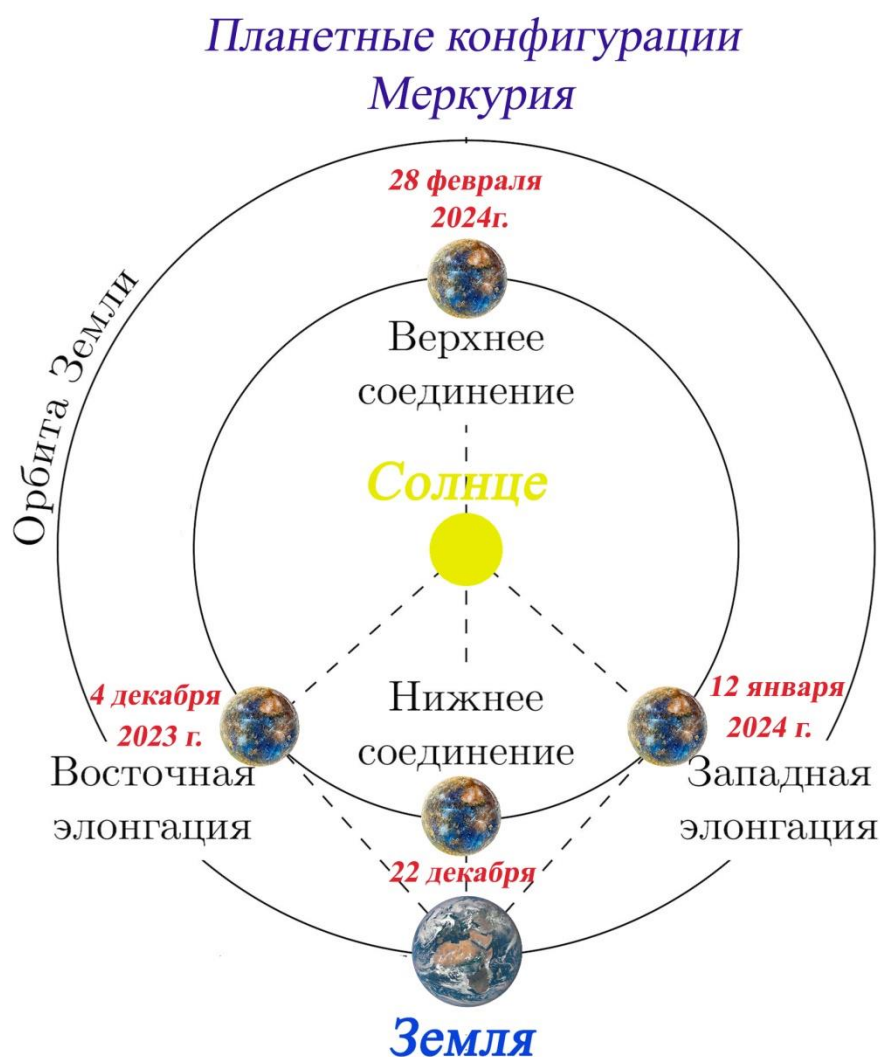 Планетные конфигурации
Меркурия
28 февраля
2024г.
Орбита Земли
Верхнее
соединение
Солнце
4 декабря
2023 г.
Восточная
элонгация
Нижнее
соединение
12 января
2024 г.
Западная
элонгация
22 декабря
Земля